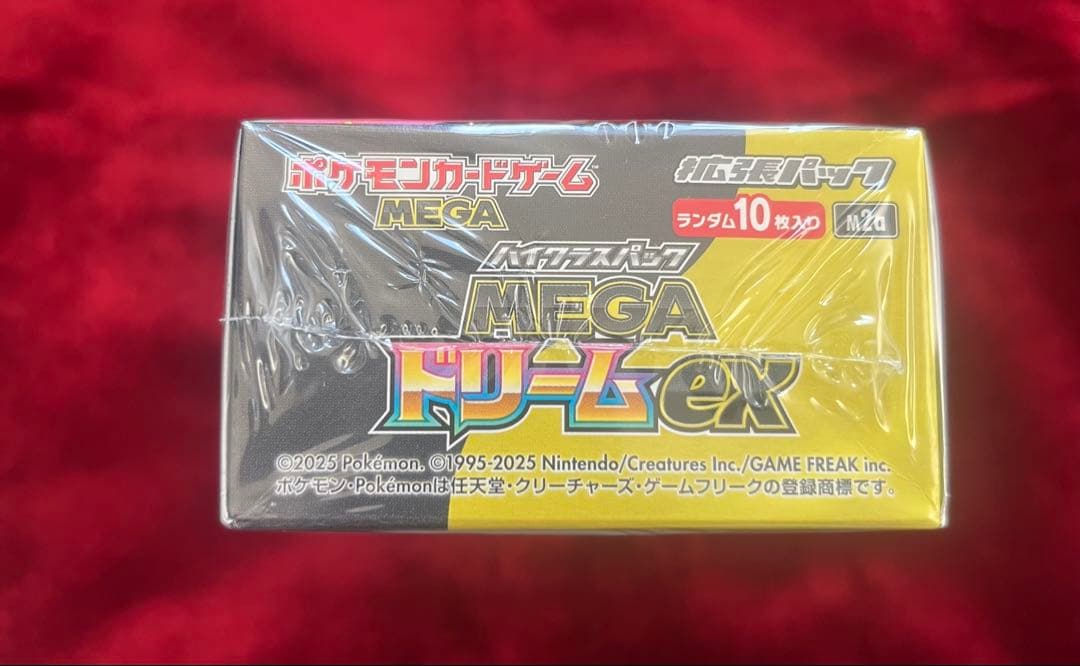 ポケモンカードゲーム
MEGA
拡張パック
ランダム10枚入り M2a
ハイクラスパック
MEGA
ドリームex
©2025 Pokémon. ©1995-2025 Nintendo/Creatures Inc./GAME FREAK inc.
ポケモン・Pokémonは任天堂・クリーチャーズ・ゲームフリークの登録商標です。